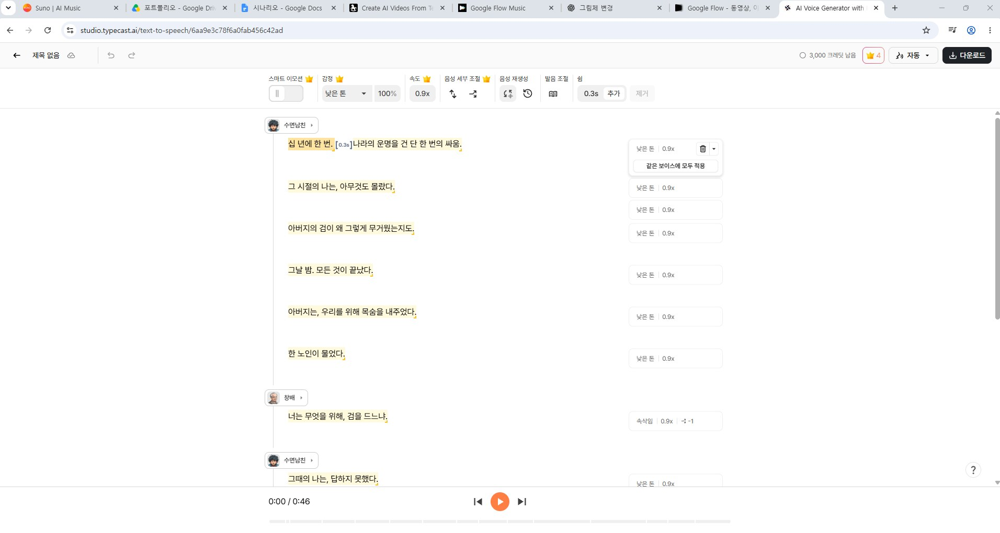 Suno | AI Music
포트폴리오 - Google Dri
시나리오 - Google Docs
Create AI Videos From Te
Google Flow Music
그림체 변경
Google Flow - 동영상, 이
AI Voice Generator with
studio.typecast.ai/text-to-speech/6aa9e3c78f6a0fab456c42ad
제목 없음
3,000 크레딧 남음
4
자동
다운로드
스마트 이모션
감정
속도
음성 세부 조절
음성 재생성
발음 조절
쉼
낮은 톤
100%
0.9x
0.3s
추가
제거
수면남친
십 년에 한 번. [0.3s]나라의 운명을 건 단 한 번의 싸움.
낮은 톤 0.9x
같은 보이스에 모두 적용
그 시절의 나는, 아무것도 몰랐다.
낮은 톤 0.9x
낮은 톤 0.9x
아버지의 검이 왜 그렇게 무거웠는지도.
낮은 톤 0.9x
그날 밤. 모든 것이 끝났다.
낮은 톤 0.9x
아버지는, 우리를 위해 목숨을 내주었다.
낮은 톤 0.9x
한 노인이 물었다.
낮은 톤 0.9x
창배
너는 무엇을 위해, 검을 드느냐.
속삭임 0.9x -1
수면남친
그때의 나는, 답하지 못했다.
낮은 톤 0.9x
?
0:00 / 0:46